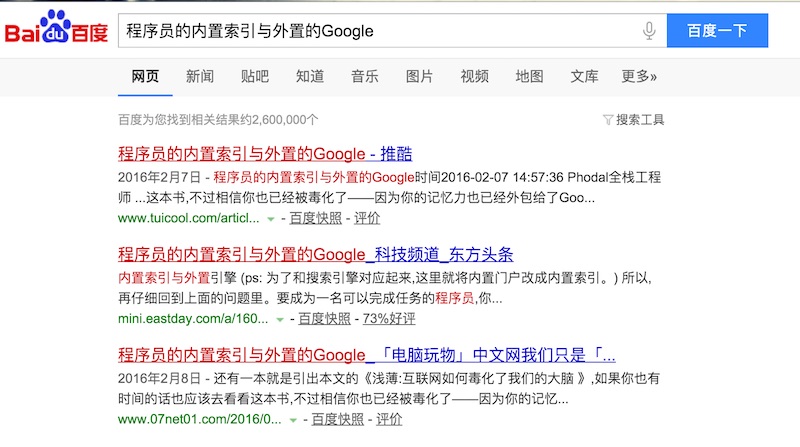 Bai du 百度 程序员的内置索引与外置的Google 百度一下
网页 新闻 贴吧 知道 音乐 图片 视频 地图 文库 更多»
百度为您找到相关结果约2,600,000个 搜索工具
程序员的内置索引与外置的Google - 推酷
2016年2月7日 - 程序员的内置索引与外置的Google时间2016-02-07 14:57:36 Phodal全栈工程
师 ...这本书,不过相信你也已经被毒化了——因为你的记忆力也已经外包给了Goo...
www.tuicool.com/articl... - 百度快照 - 评价
程序员的内置索引与外置的Google_科技频道_东方头条
内置索引与外置引擎 (ps: 为了和搜索引擎对应起来,这里就将内置门户改成内置索引。) 所以,
再仔细回到上面的问题里。要成为一名可以完成任务的程序员,你...
mini.eastday.com/a/160... - 百度快照 - 73%好评
程序员的内置索引与外置的Google_「电脑玩物」中文网我们只是「...
2016年2月8日 - 还有一本就是引出本文的《浅薄:互联网如何毒化了我们的大脑 》,如果你也有
时间的话也应该去看看这本书,不过相信你也已经被毒化了——因为你的记忆...
www.07net01.com/2016/0... - 百度快照 - 评价